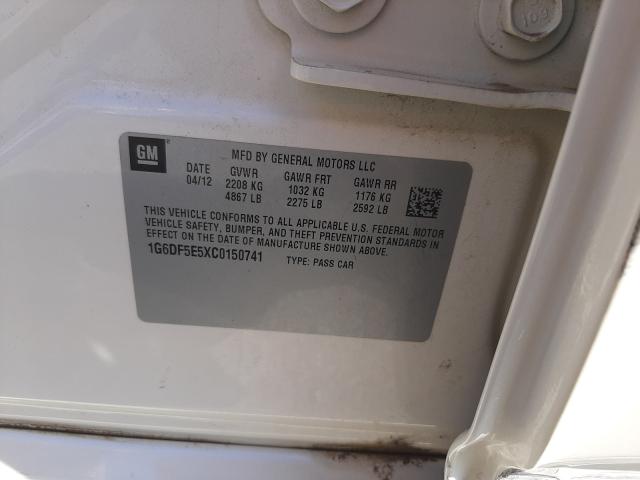 109
GM
MFD BY GENERAL MOTORS LLC
DATE GVWR GAWR FRT GAWR RR
04/12 2208 KG 1032 KG 1176 KG
4867 LB 2275 LB 2592 LB
THIS VEHICLE CONFORMS TO ALL APPLICABLE U.S. FEDERAL MOTOR
VEHICLE SAFETY, BUMPER, AND THEFT PREVENTION STANDARDS IN
EFFECT ON THE DATE OF MANUFACTURE SHOWN ABOVE.
1G6DF5E5XC0150741 TYPE: PASS CAR